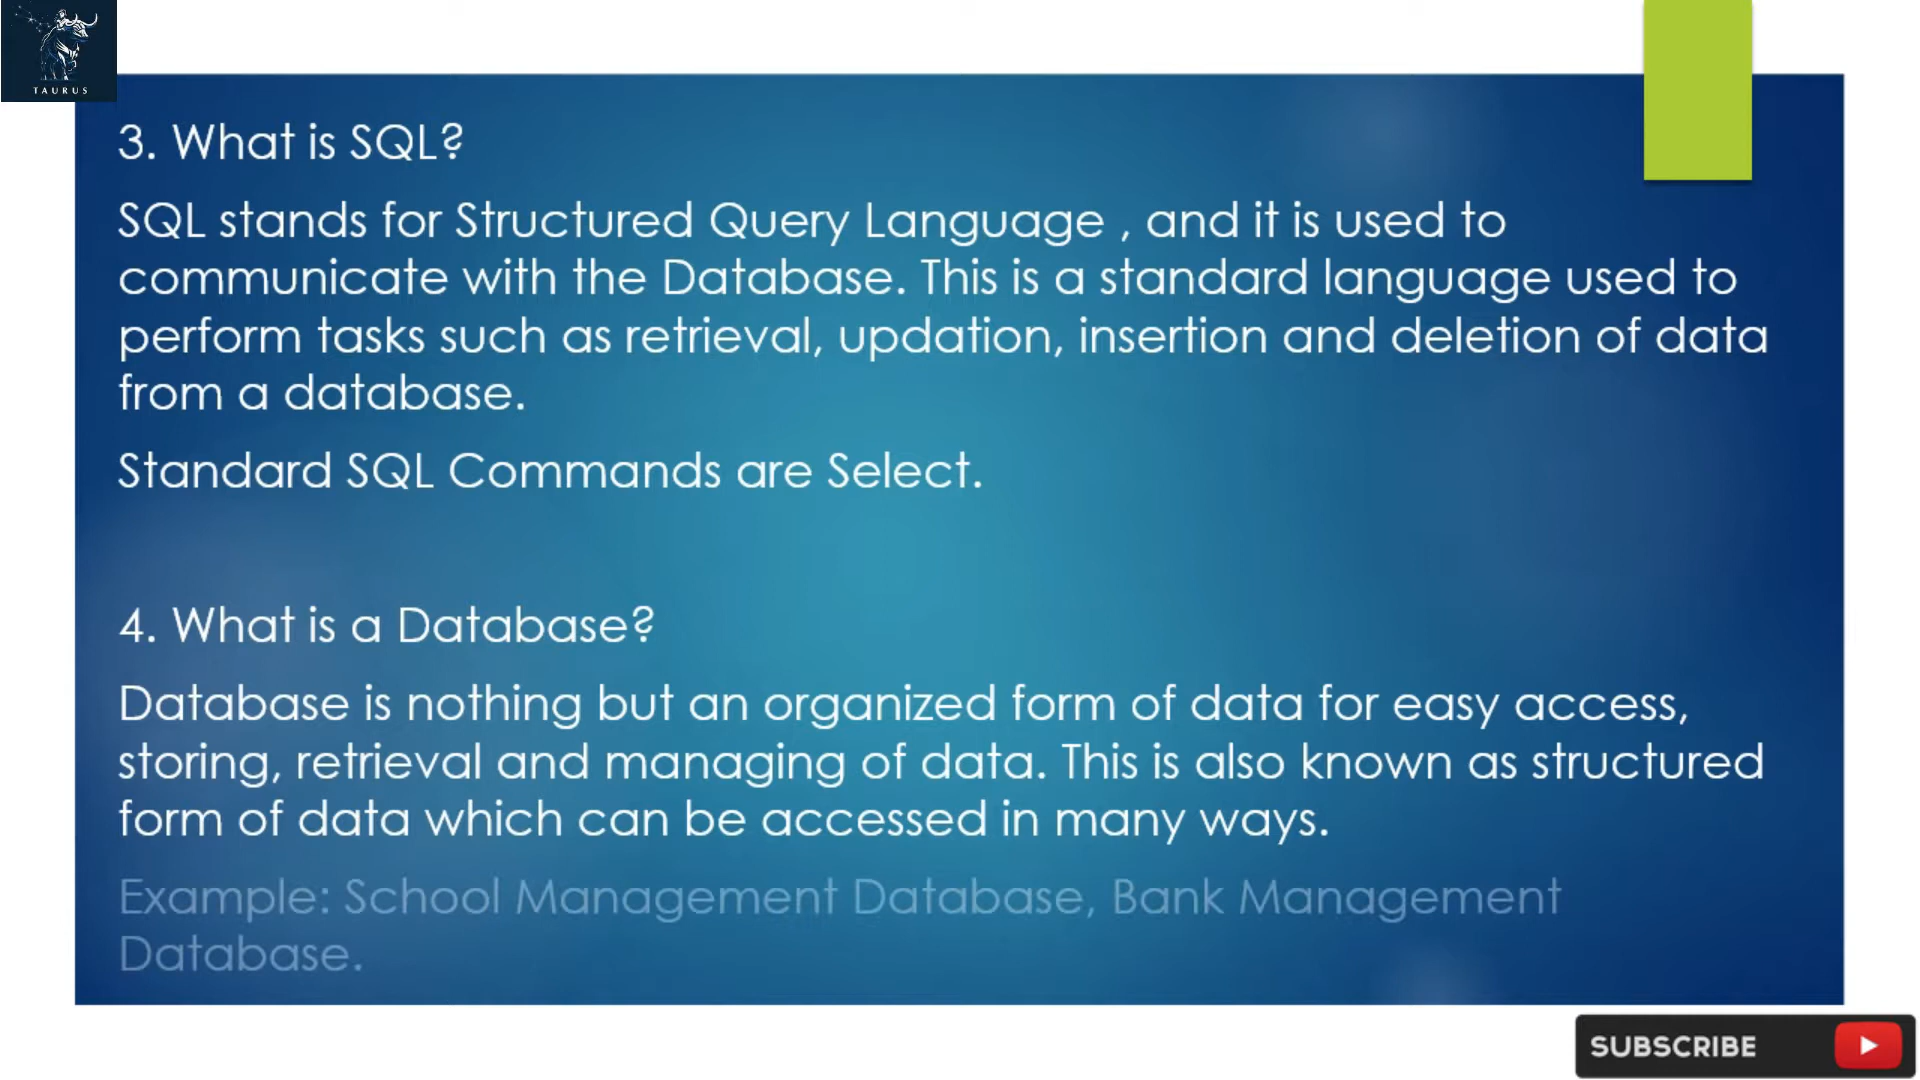 TAURUS
3. What is SQL?
SQL stands for Structured Query Language , and it is used to
communicate with the Database. This is a standard language used to
perform tasks such as retrieval, updation, insertion and deletion of data
from a database.
Standard SQL Commands are Select.
4. What is a Database?
Database is nothing but an organized form of data for easy access,
storing, retrieval and managing of data. This is also known as structured
form of data which can be accessed in many ways.
Example: School Management Database, Bank Management
Database.
SUBSCRIBE